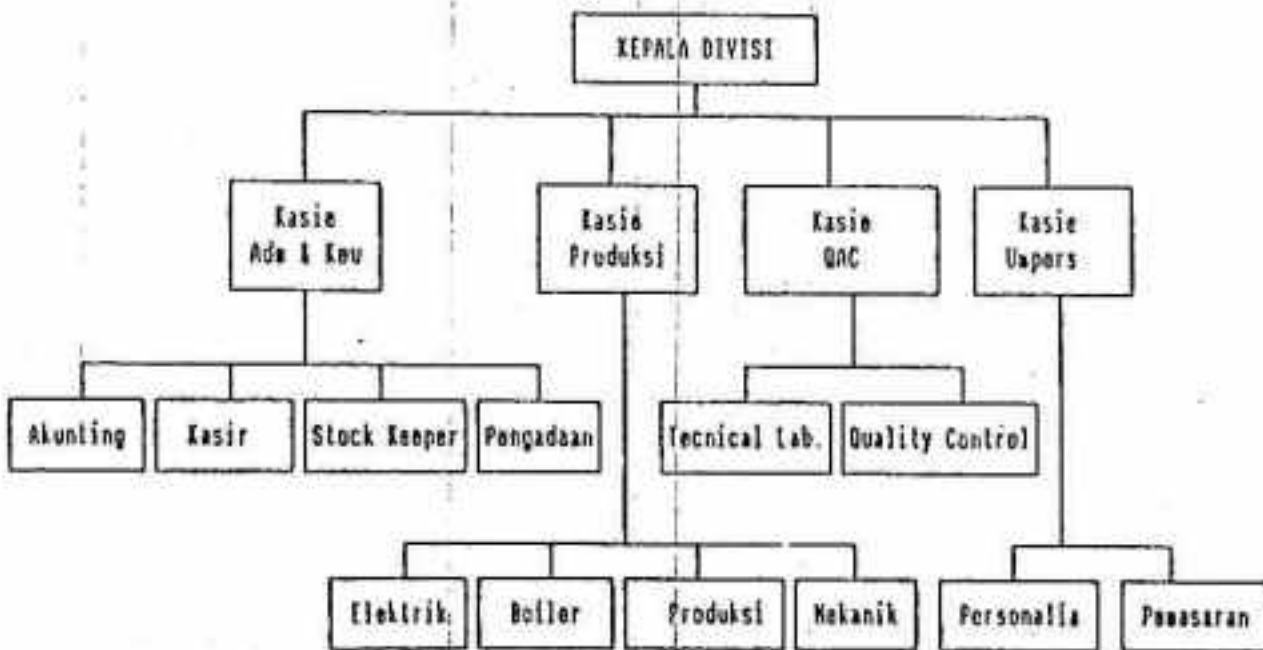 KEPALA DIVISI
Kasie
Adm & Keu
Kasie
Produksi
Kasie
QAC
Kasie
Umpers
Akunting
Kasir
Stock Keeper
Pengadaan
Tecnical Lab.
Quality Control
Elektrik
Boiler
Produksi
Mekanik
Personalia
Pemasaran